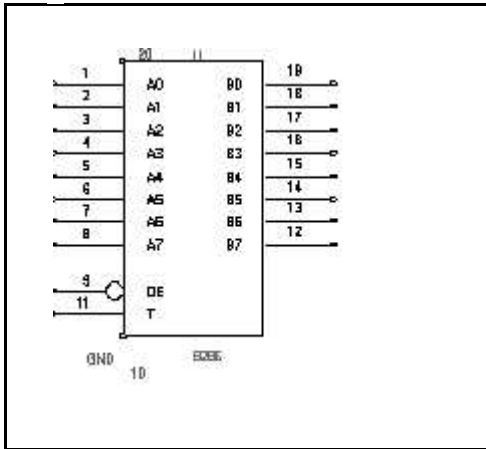 20
1 A0 B0 19
2 A1 B1 18
3 A2 B2 17
4 A3 B3 16
5 A4 B4 15
6 A5 B5 14
7 A6 B6 13
8 A7 B7 12
9 OE
11 T
GND
10